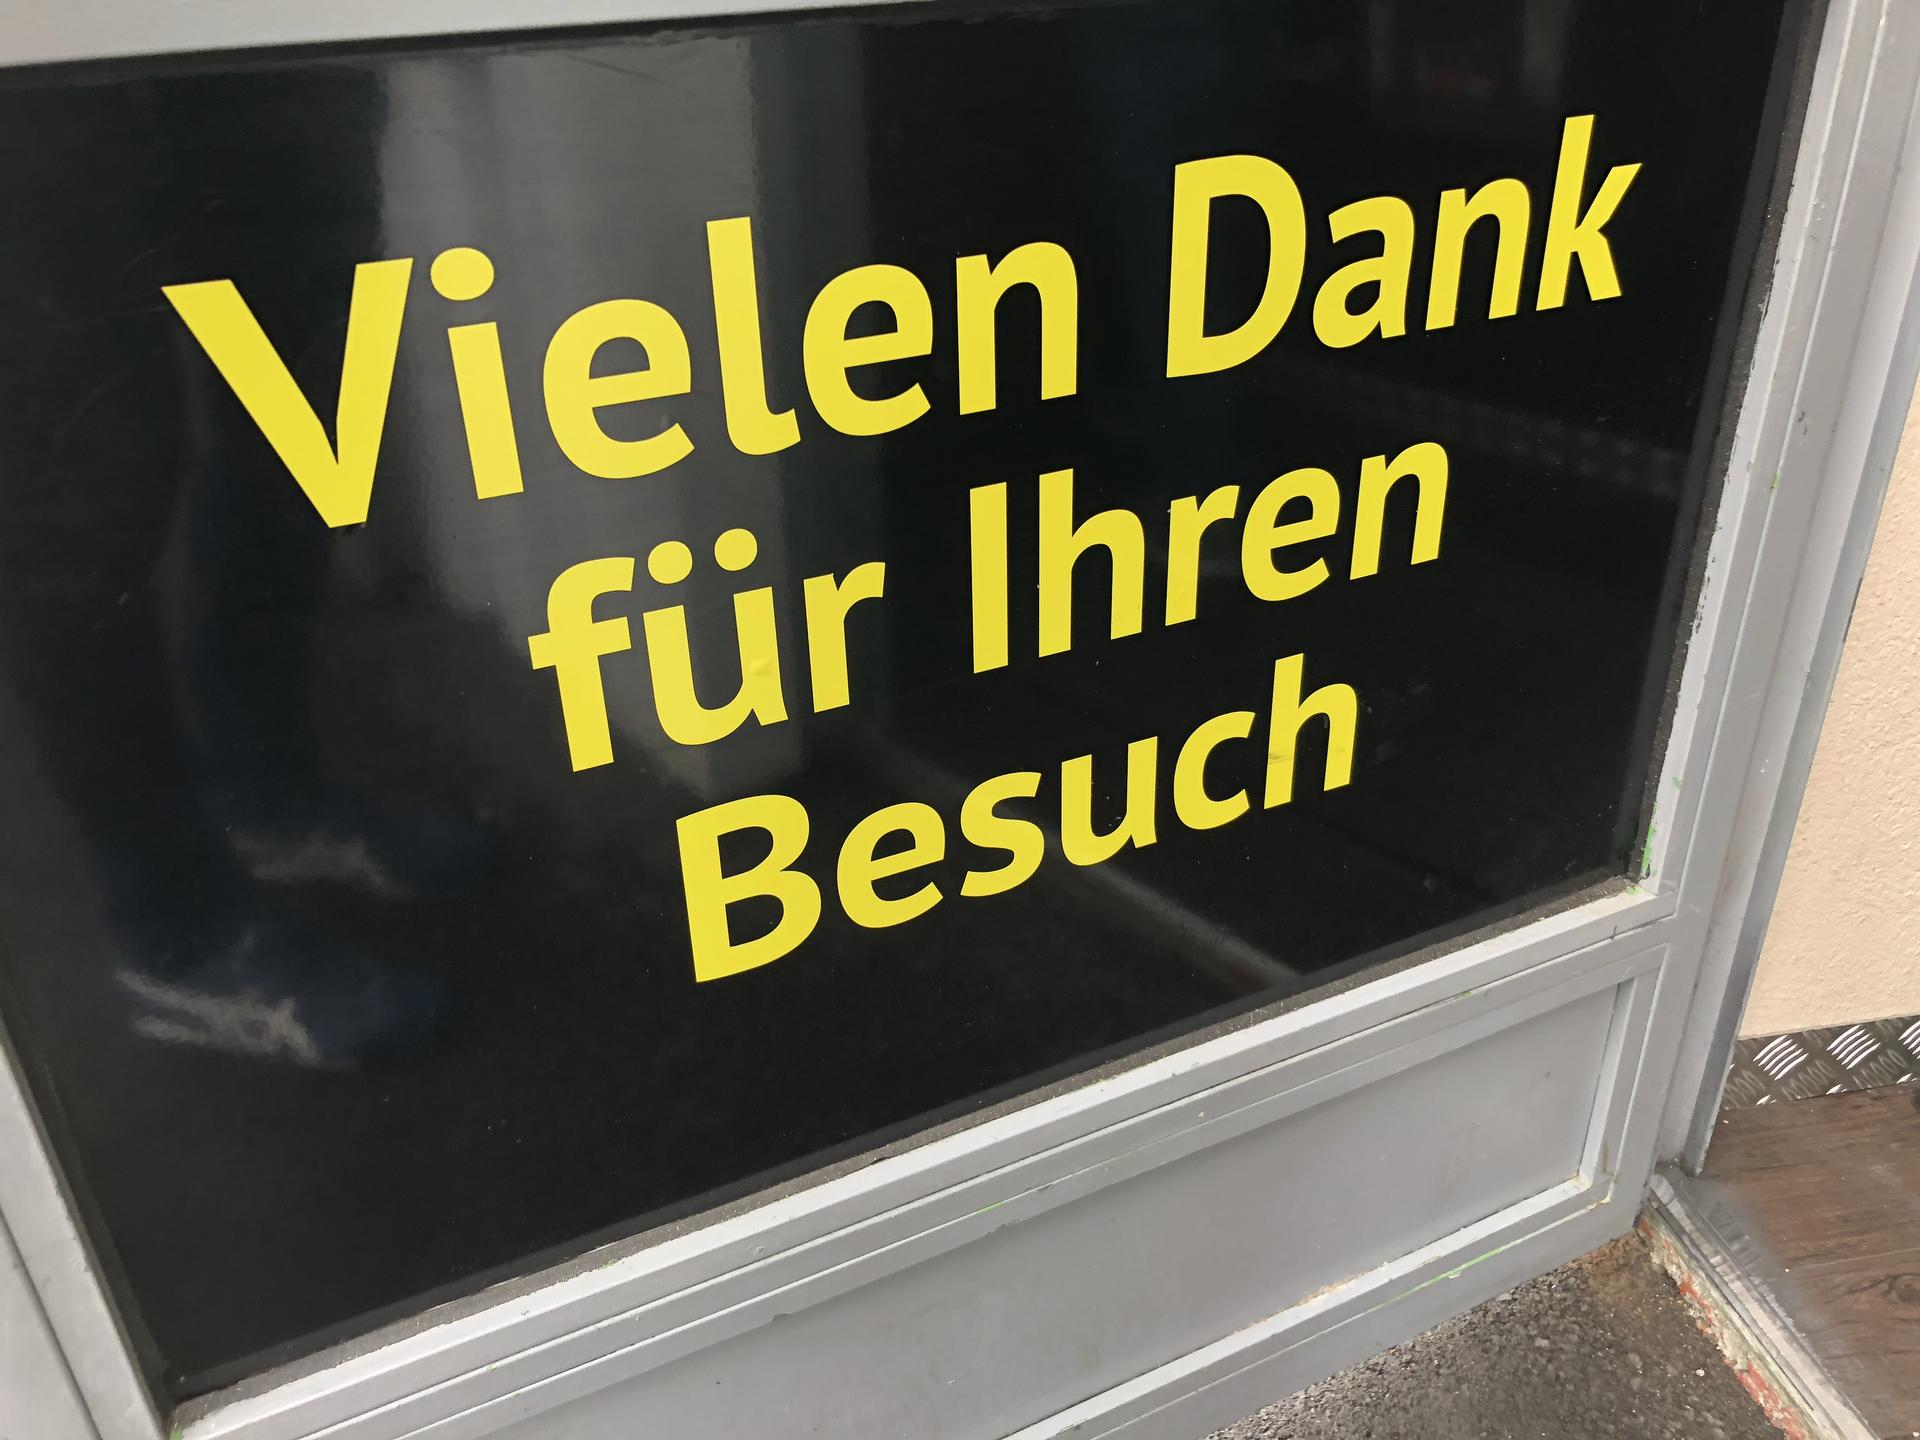 Vielen Dank
für Ihren
Besuch